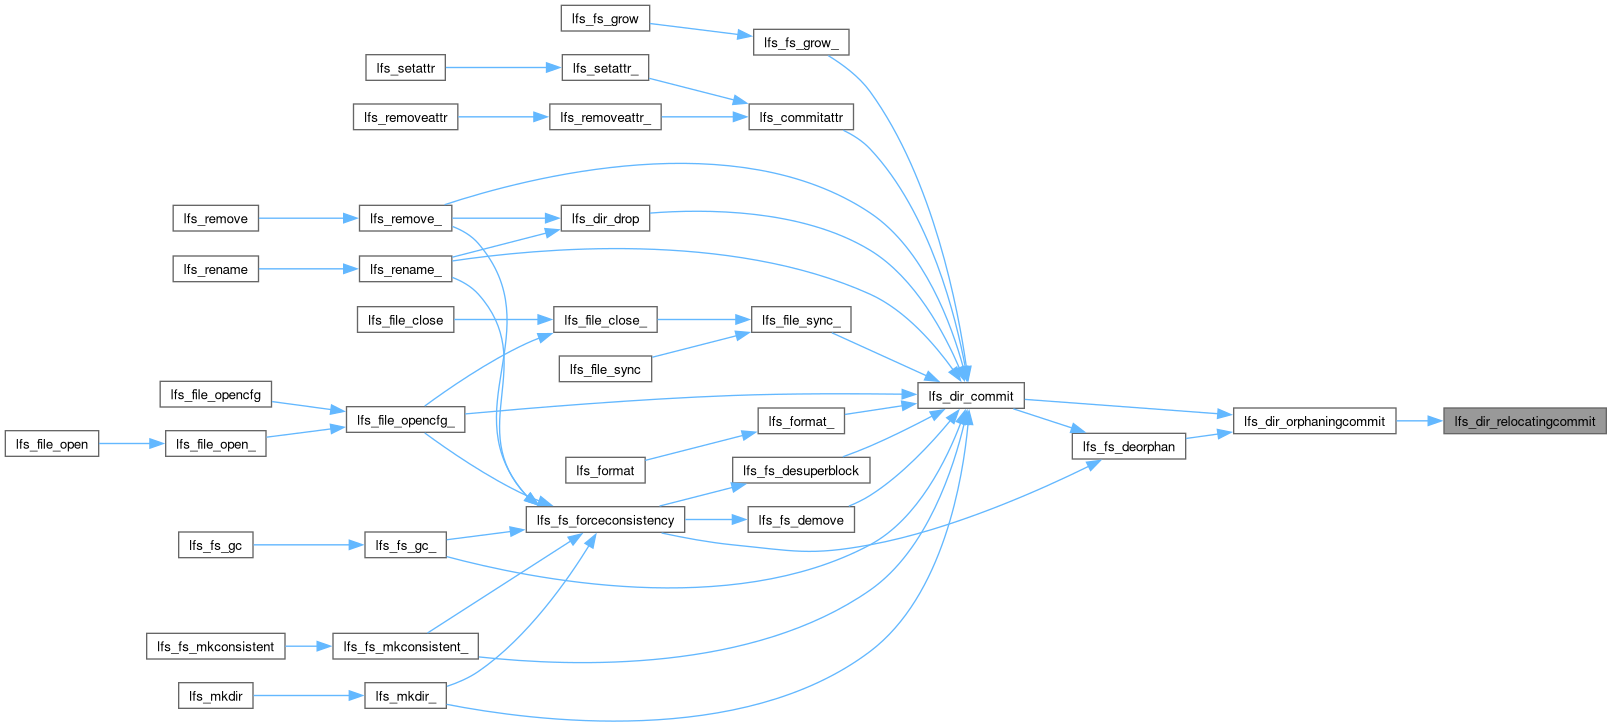 lfs_fs_grow
lfs_fs_grow_
lfs_setattr
lfs_setattr_
lfs_removeattr
lfs_removeattr_
lfs_commitattr
lfs_remove
lfs_remove_
lfs_dir_drop
lfs_rename
lfs_rename_
lfs_file_close
lfs_file_close_
lfs_file_sync_
lfs_file_sync
lfs_file_opencfg
lfs_dir_commit
lfs_file_opencfg_
lfs_format_
lfs_dir_orphaningcommit
lfs_dir_relocatingcommit
lfs_file_open
lfs_file_open_
lfs_fs_deorphan
lfs_format
lfs_fs_desuperblock
lfs_fs_forceconsistency
lfs_fs_demove
lfs_fs_gc
lfs_fs_gc_
lfs_fs_mkconsistent
lfs_fs_mkconsistent_
lfs_mkdir
lfs_mkdir_